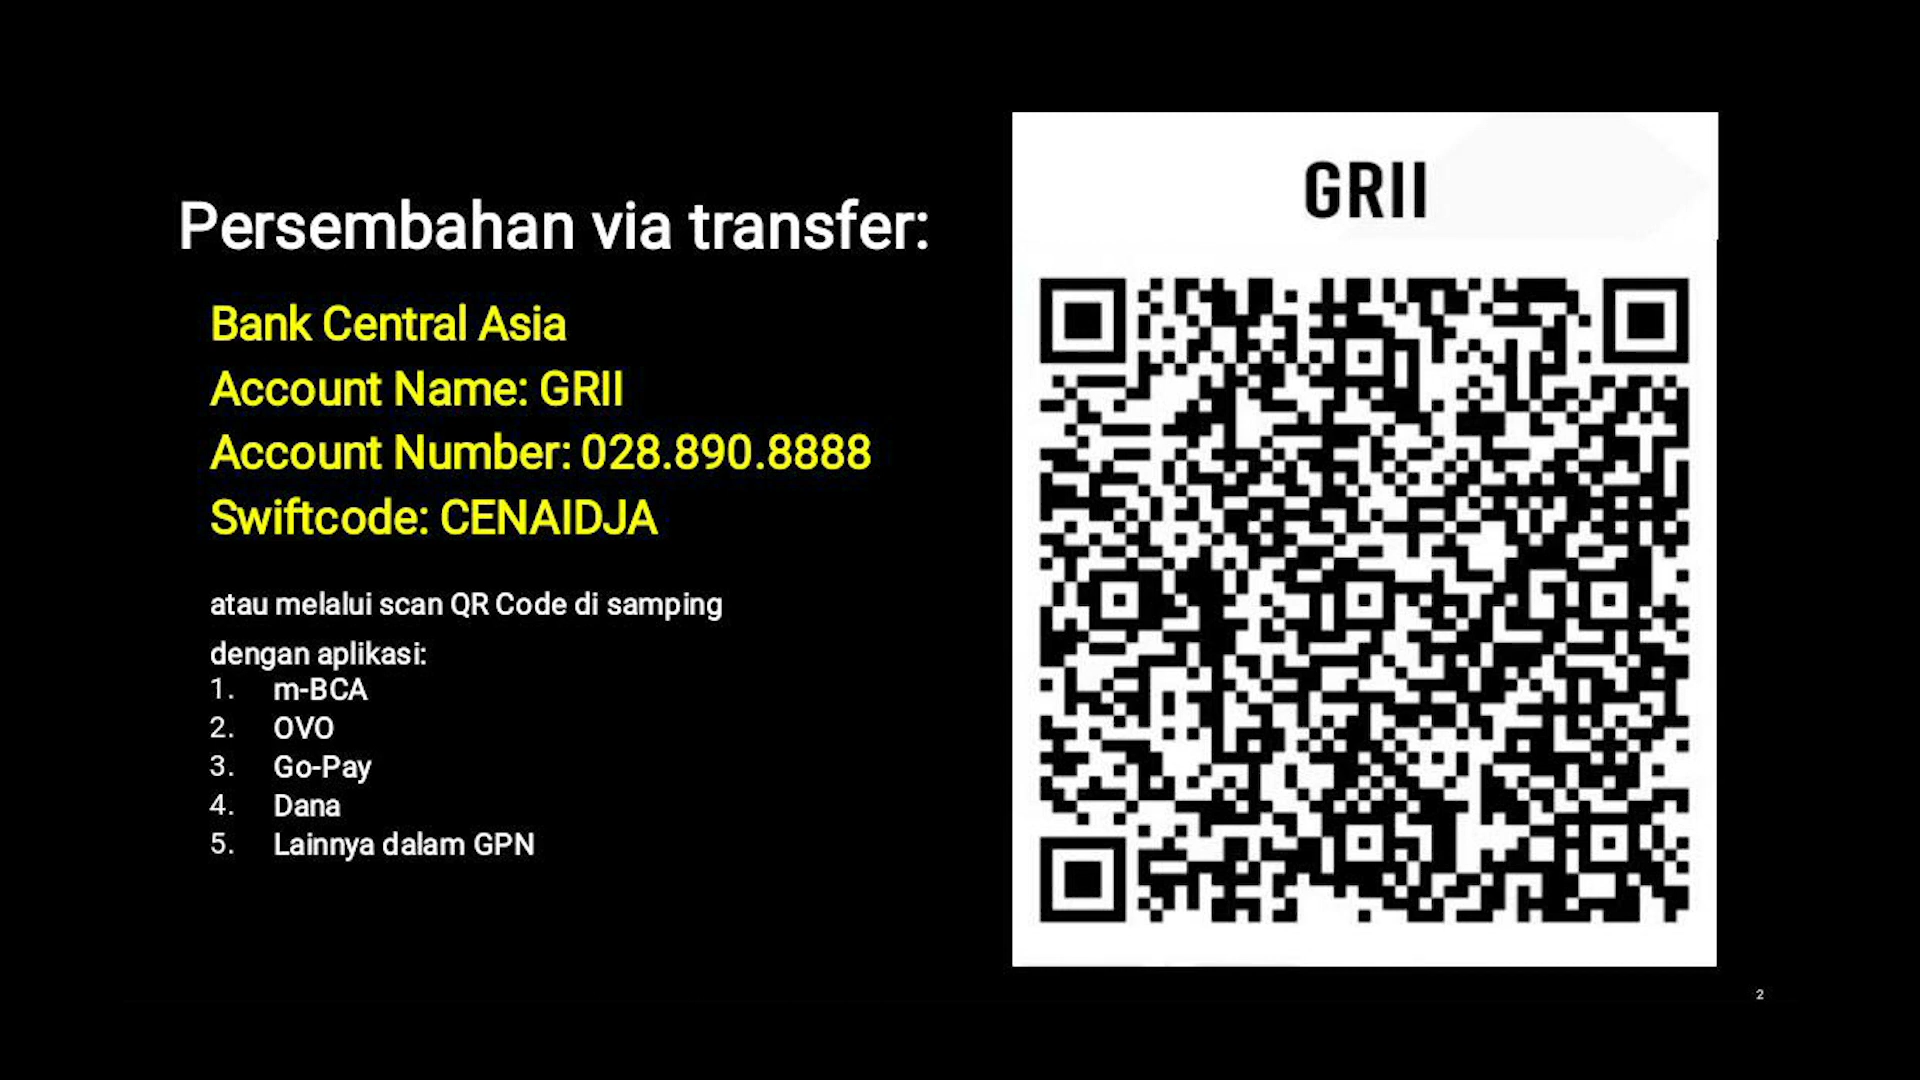 Persembahan via transfer:
Bank Central Asia
Account Name: GRII
Account Number: 028.890.8888
Swiftcode: CENAIDJA
atau melalui scan QR Code di samping
dengan aplikasi:
1. m-BCA
2. OVO
3. Go-Pay
4. Dana
5. Lainnya dalam GPN
GRII
2